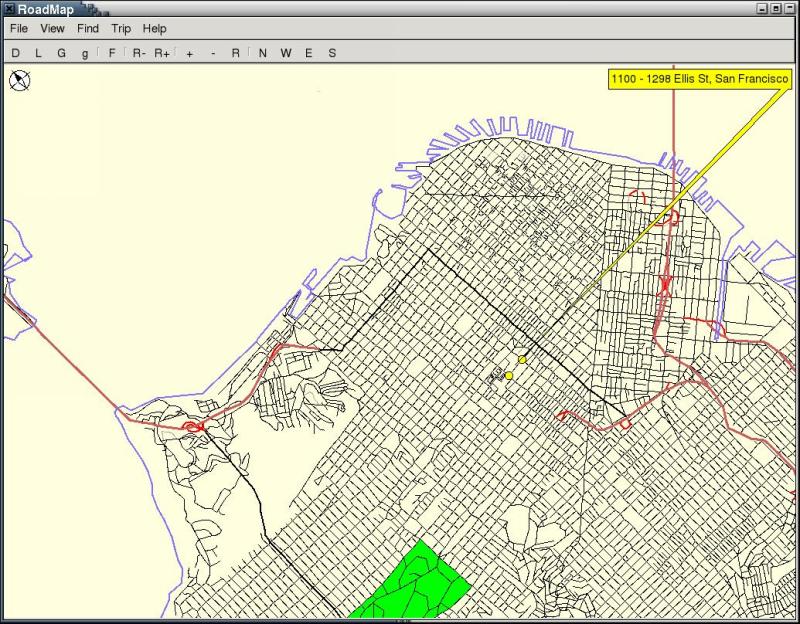 RoadMap
File View Find Trip Help
D L G g F R- R+ + - R N W E S
1100 - 1298 Ellis St, San Francisco